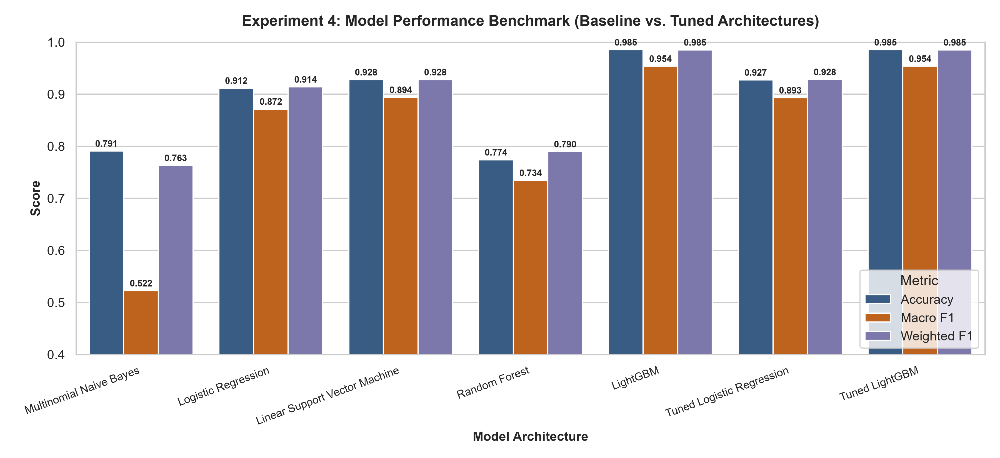 Experiment 4: Model Performance Benchmark (Baseline vs. Tuned Architectures)
Score
1.0
0.9
0.8
0.7
0.6
0.5
0.4
0.791
0.522
0.763
0.912
0.872
0.914
0.928
0.894
0.928
0.774
0.734
0.790
0.985
0.954
0.985
0.927
0.893
0.928
0.985
0.954
0.985
Metric
Accuracy
Macro F1
Weighted F1
Multinomial Naive Bayes
Logistic Regression
Linear Support Vector Machine
Random Forest
LightGBM
Tuned Logistic Regression
Tuned LightGBM
Model Architecture